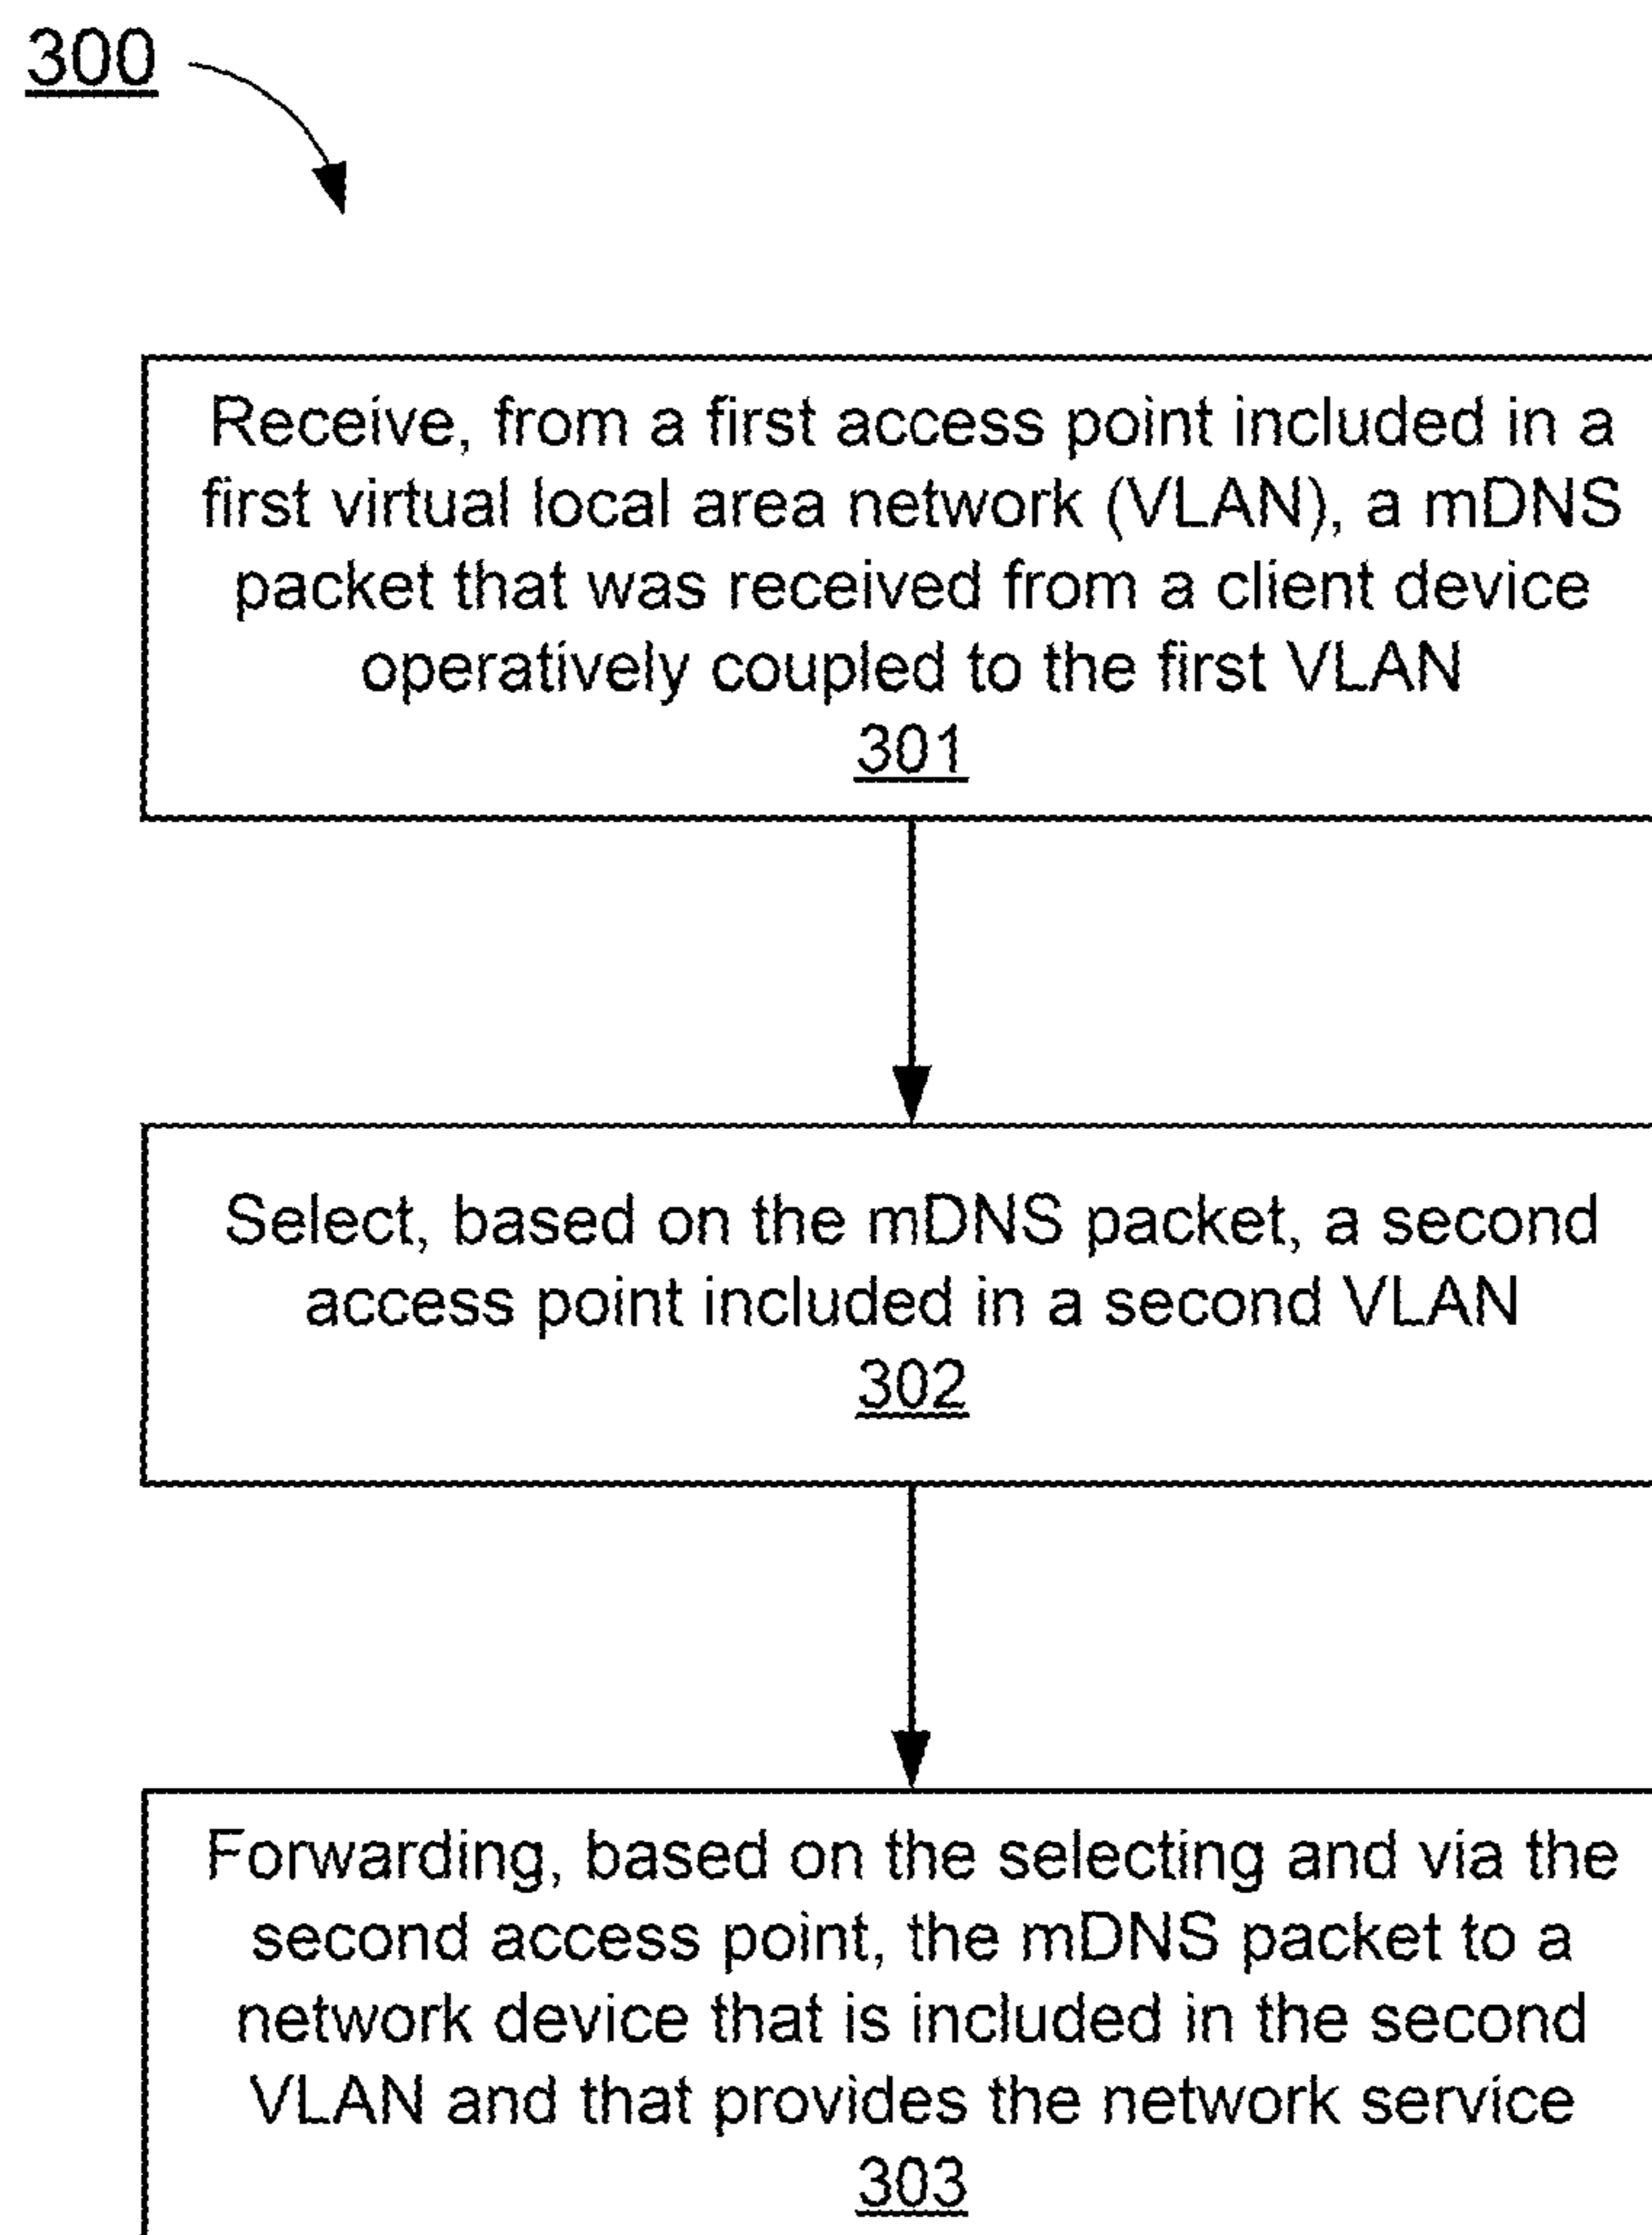 300
Receive, from a first access point included in a
first virtual local area network (VLAN), a mDNS
packet that was received from a client device
operatively coupled to the first VLAN
301
Select, based on the mDNS packet, a second
access point included in a second VLAN
302
Forwarding, based on the selecting and via the
second access point, the mDNS packet to a
network device that is included in the second
VLAN and that provides the network service
303